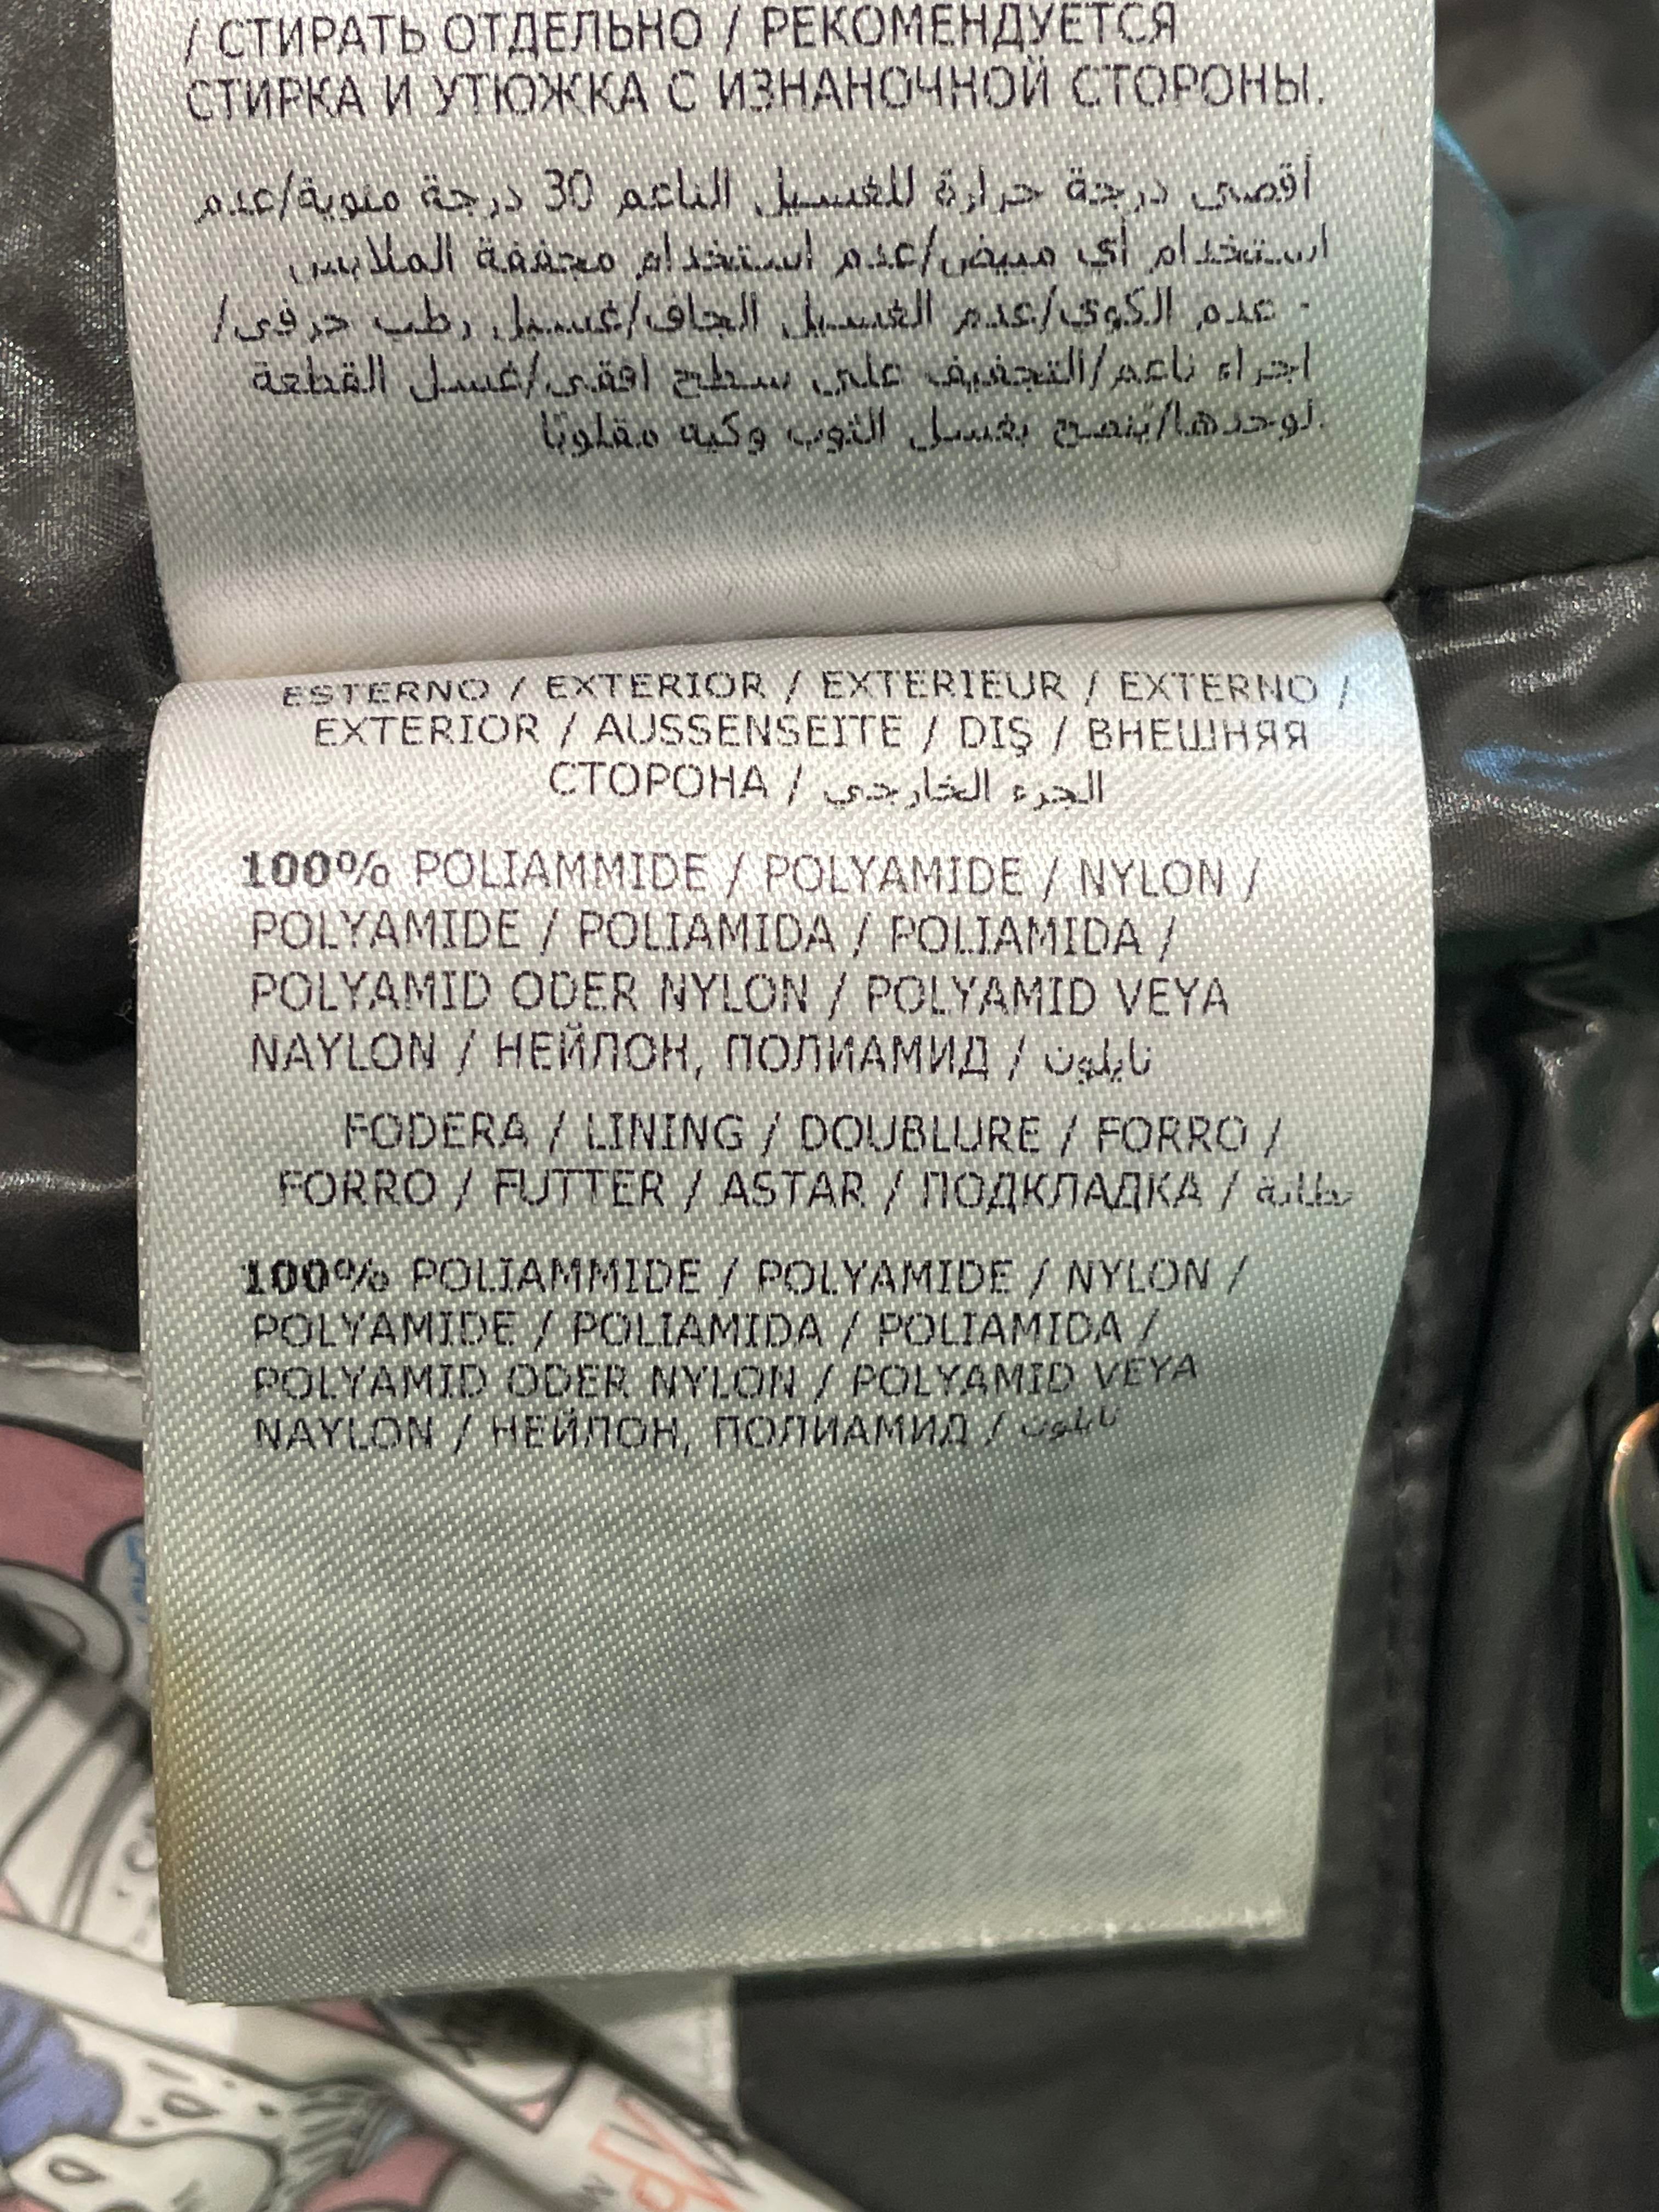 / СТИРАТЬ ОТДЕЛЬНО / РЕКОМЕНДУЕТСЯ
СТИРКА И УТЮЖКА С ИЗНАНОЧНОЙ СТОРОНЫ.
أقصى درجة حرارة للغسيل الناعم 30 درجة مئوية/عدم
استخدام أي مبيض/عدم استخدام مجففة الملابس
- عدم الكوي/عدم الغسيل الجاف/غسيل رطب حرفى/
اجراء ناعم/التجفيف على سطح افقى/غسل القطعة
لوحدها/يُنصح بغسل الثوب وكيه مقلوبًا.
ESTERNO / EXTERIOR / EXTERIEUR / EXTERNO /
EXTERIOR / AUSSENSEITE / DIŞ / ВНЕШНЯЯ
СТОРОНА / الجزء الخارجي
100% POLIAMMIDE / POLYAMIDE / NYLON /
POLYAMIDE / POLIAMIDA / POLIAMIDA /
POLYAMID ODER NYLON / POLYAMID VEYA
NAYLON / НЕЙЛОН, ПОЛИАМИД / نايلون
FODERA / LINING / DOUBLURE / FORRO /
FORRO / FUTTER / ASTAR / ПОДКЛАДКА / بطانة
100% POLIAMMIDE / POLYAMIDE / NYLON /
POLYAMIDE / POLIAMIDA / POLIAMIDA /
POLYAMID ODER NYLON / POLYAMID VEYA
NAYLON / НЕЙЛОН, ПОЛИАМИД / نايلون